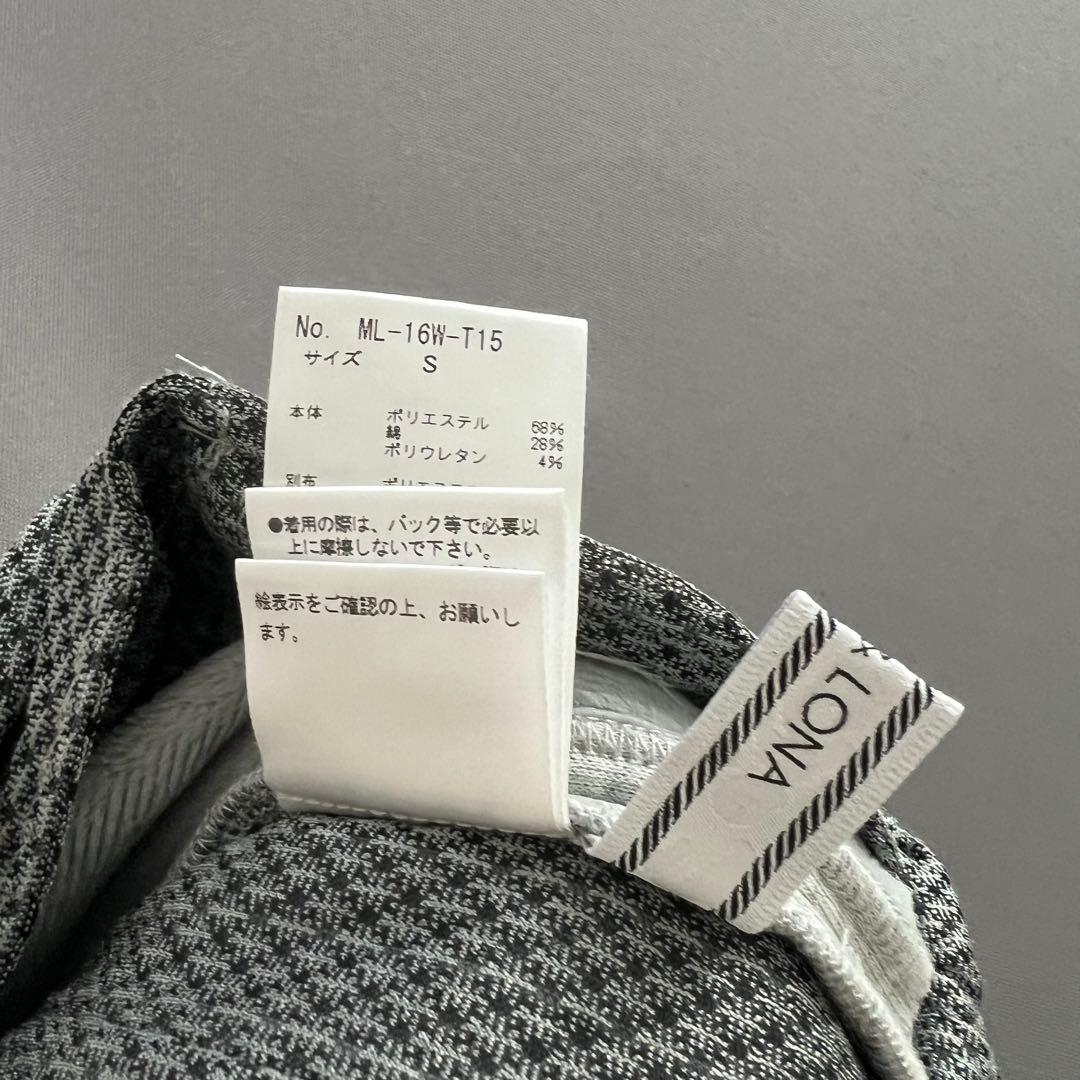 No. ML-16W-T15
サイズ S
本体 ポリエステル 68%
綿 28%
ポリウレタン 4%
別布
●着用の際は、バック等で必要以
上に摩擦しないで下さい。
絵表示をご確認の上、お願いし
ます。
LONA